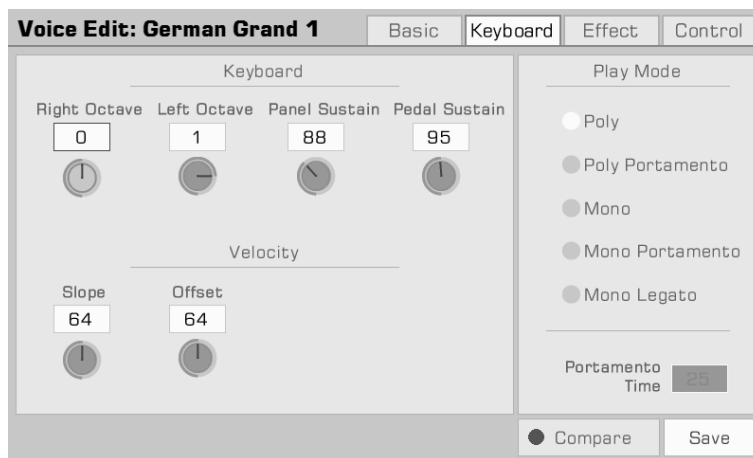 Voice Edit: German Grand 1
Basic
Keyboard
Effect
Control
Keyboard
Right Octave
Left Octave
Panel Sustain
Pedal Sustain
0
1
88
95
Velocity
Slope
Offset
64
64
Play Mode
Poly
Poly Portamento
Mono
Mono Portamento
Mono Legato
Portamento
Time
25
Compare
Save